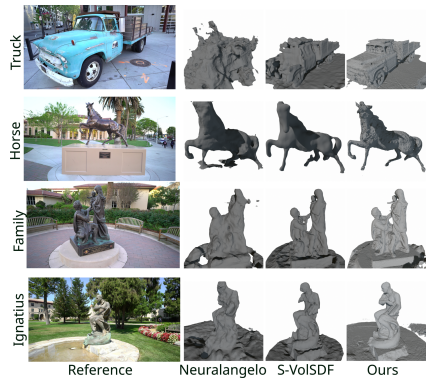 Truck
Horse
Family
Ignatius
Reference Neuralangelo S-VolSDF Ours